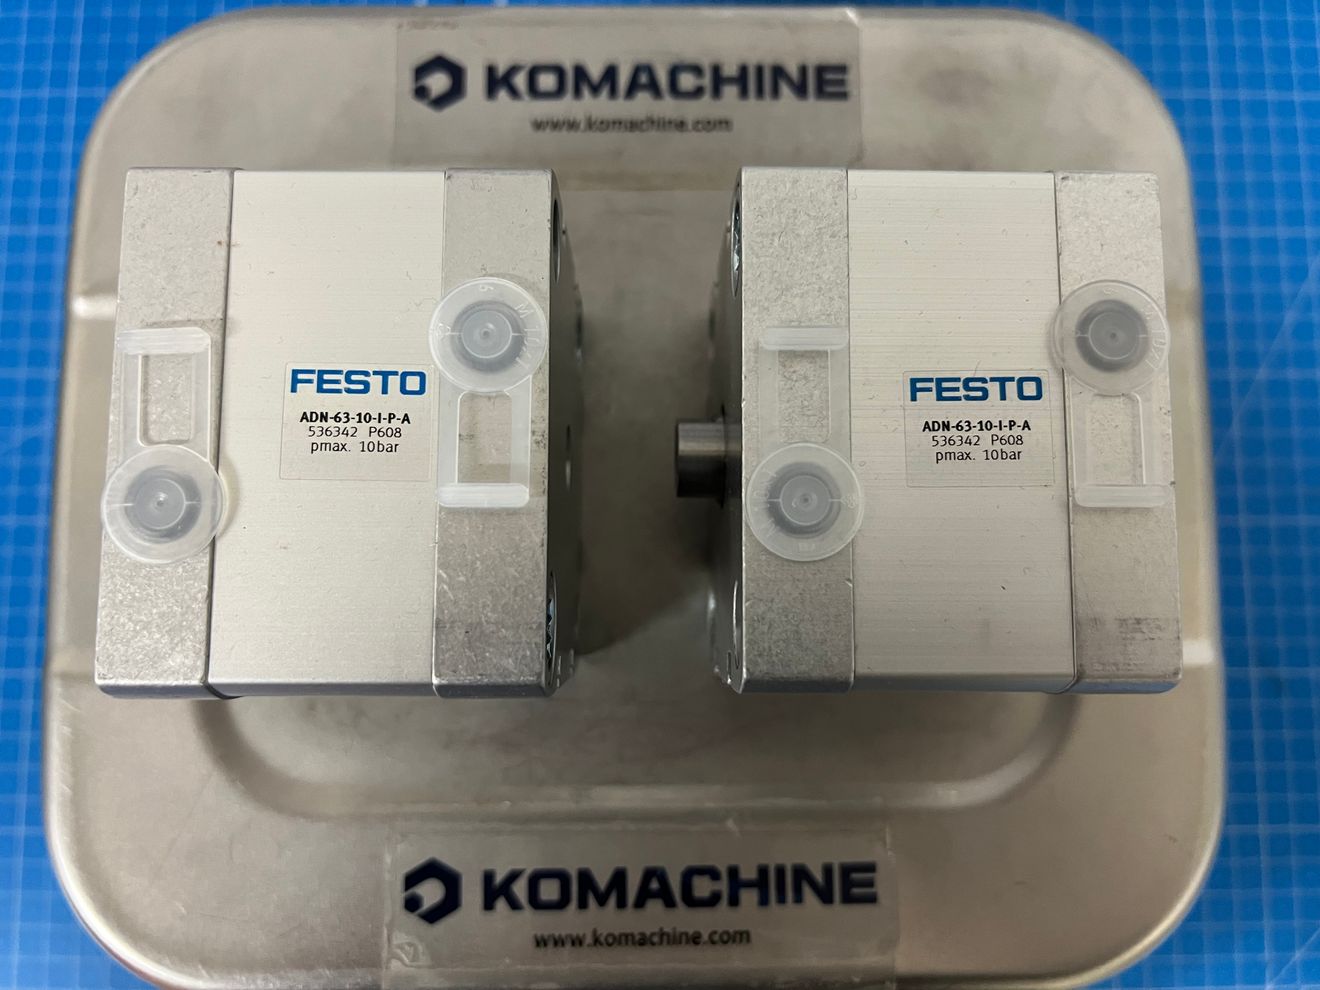 KOMACHINE
www.komachine.com
FESTO
ADN-63-10-I-P-A
536342 P608
pmax. 10bar
FESTO
ADN-63-10-I-P-A
536342 P608
pmax. 10bar
KOMACHINE
www.komachine.com